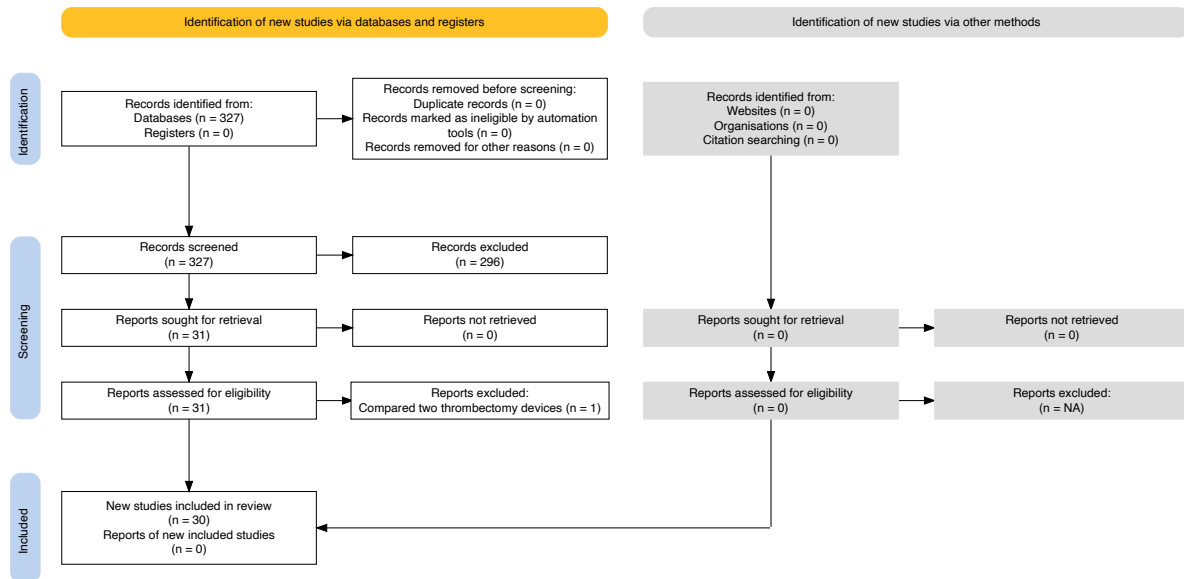 Identification of new studies via databases and registers
Identification of new studies via other methods
Identification
Records identified from:
Databases (n = 327)
Registers (n = 0)
Records removed before screening:
Duplicate records (n = 0)
Records marked as ineligible by automation
tools (n = 0)
Records removed for other reasons (n = 0)
Records identified from:
Websites (n = 0)
Organisations (n = 0)
Citation searching (n = 0)
Screening
Records screened
(n = 327)
Records excluded
(n = 296)
Reports sought for retrieval
(n = 31)
Reports not retrieved
(n = 0)
Reports sought for retrieval
(n = 0)
Reports not retrieved
(n = 0)
Reports assessed for eligibility
(n = 31)
Reports excluded:
Compared two thrombectomy devices (n = 1)
Reports assessed for eligibility
(n = 0)
Reports excluded:
(n = NA)
Included
New studies included in review
(n = 30)
Reports of new included studies
(n = 0)